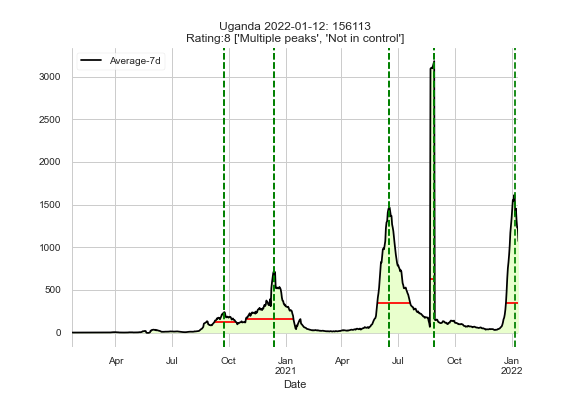 Uganda 2022-01-12: 156113
Rating:8 ['Multiple peaks', 'Not in control']
Average-7d
3000
2500
2000
1500
1000
500
0
Apr Jul Oct Jan Apr Jul Oct Jan
2021 2022
Date